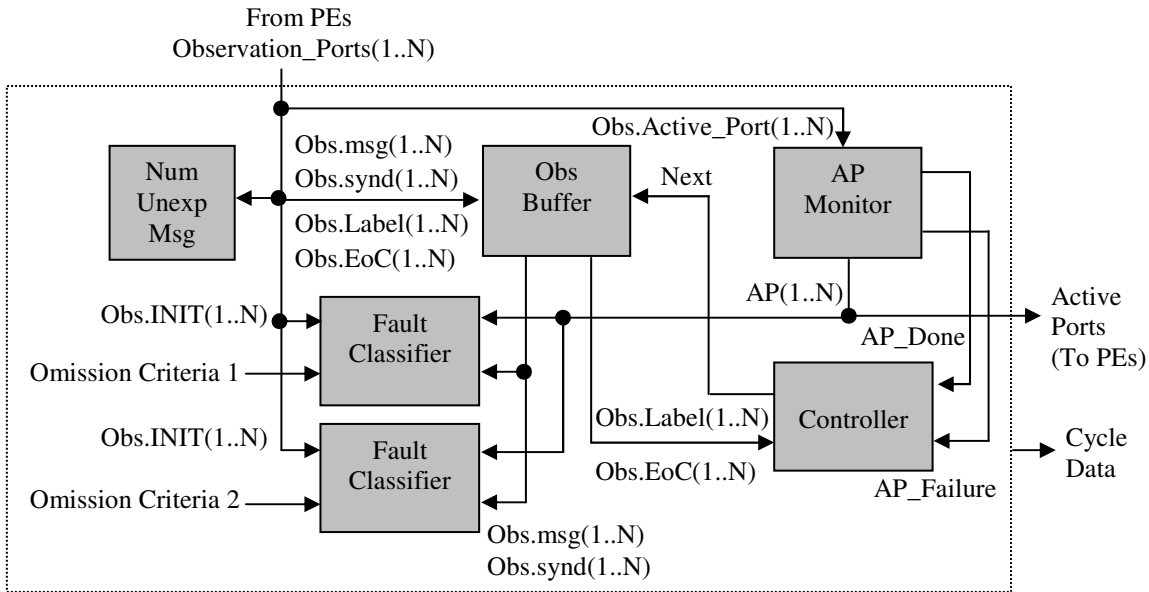 From PEs
Observation_Ports(1..N)
Obs.Active_Port(1..N)
Obs.msg(1..N)
Obs.synd(1..N)
Obs.Label(1..N)
Obs.EoC(1..N)
Num
Unexp
Msg
Obs
Buffer
Next
AP
Monitor
AP(1..N)
Active
Ports
(To PEs)
AP_Done
Obs.INIT(1..N)
Fault
Classifier
Omission Criteria 1
Obs.Label(1..N)
Controller
Obs.INIT(1..N)
Fault
Classifier
Obs.EoC(1..N)
Cycle
Data
AP_Failure
Omission Criteria 2
Obs.msg(1..N)
Obs.synd(1..N)